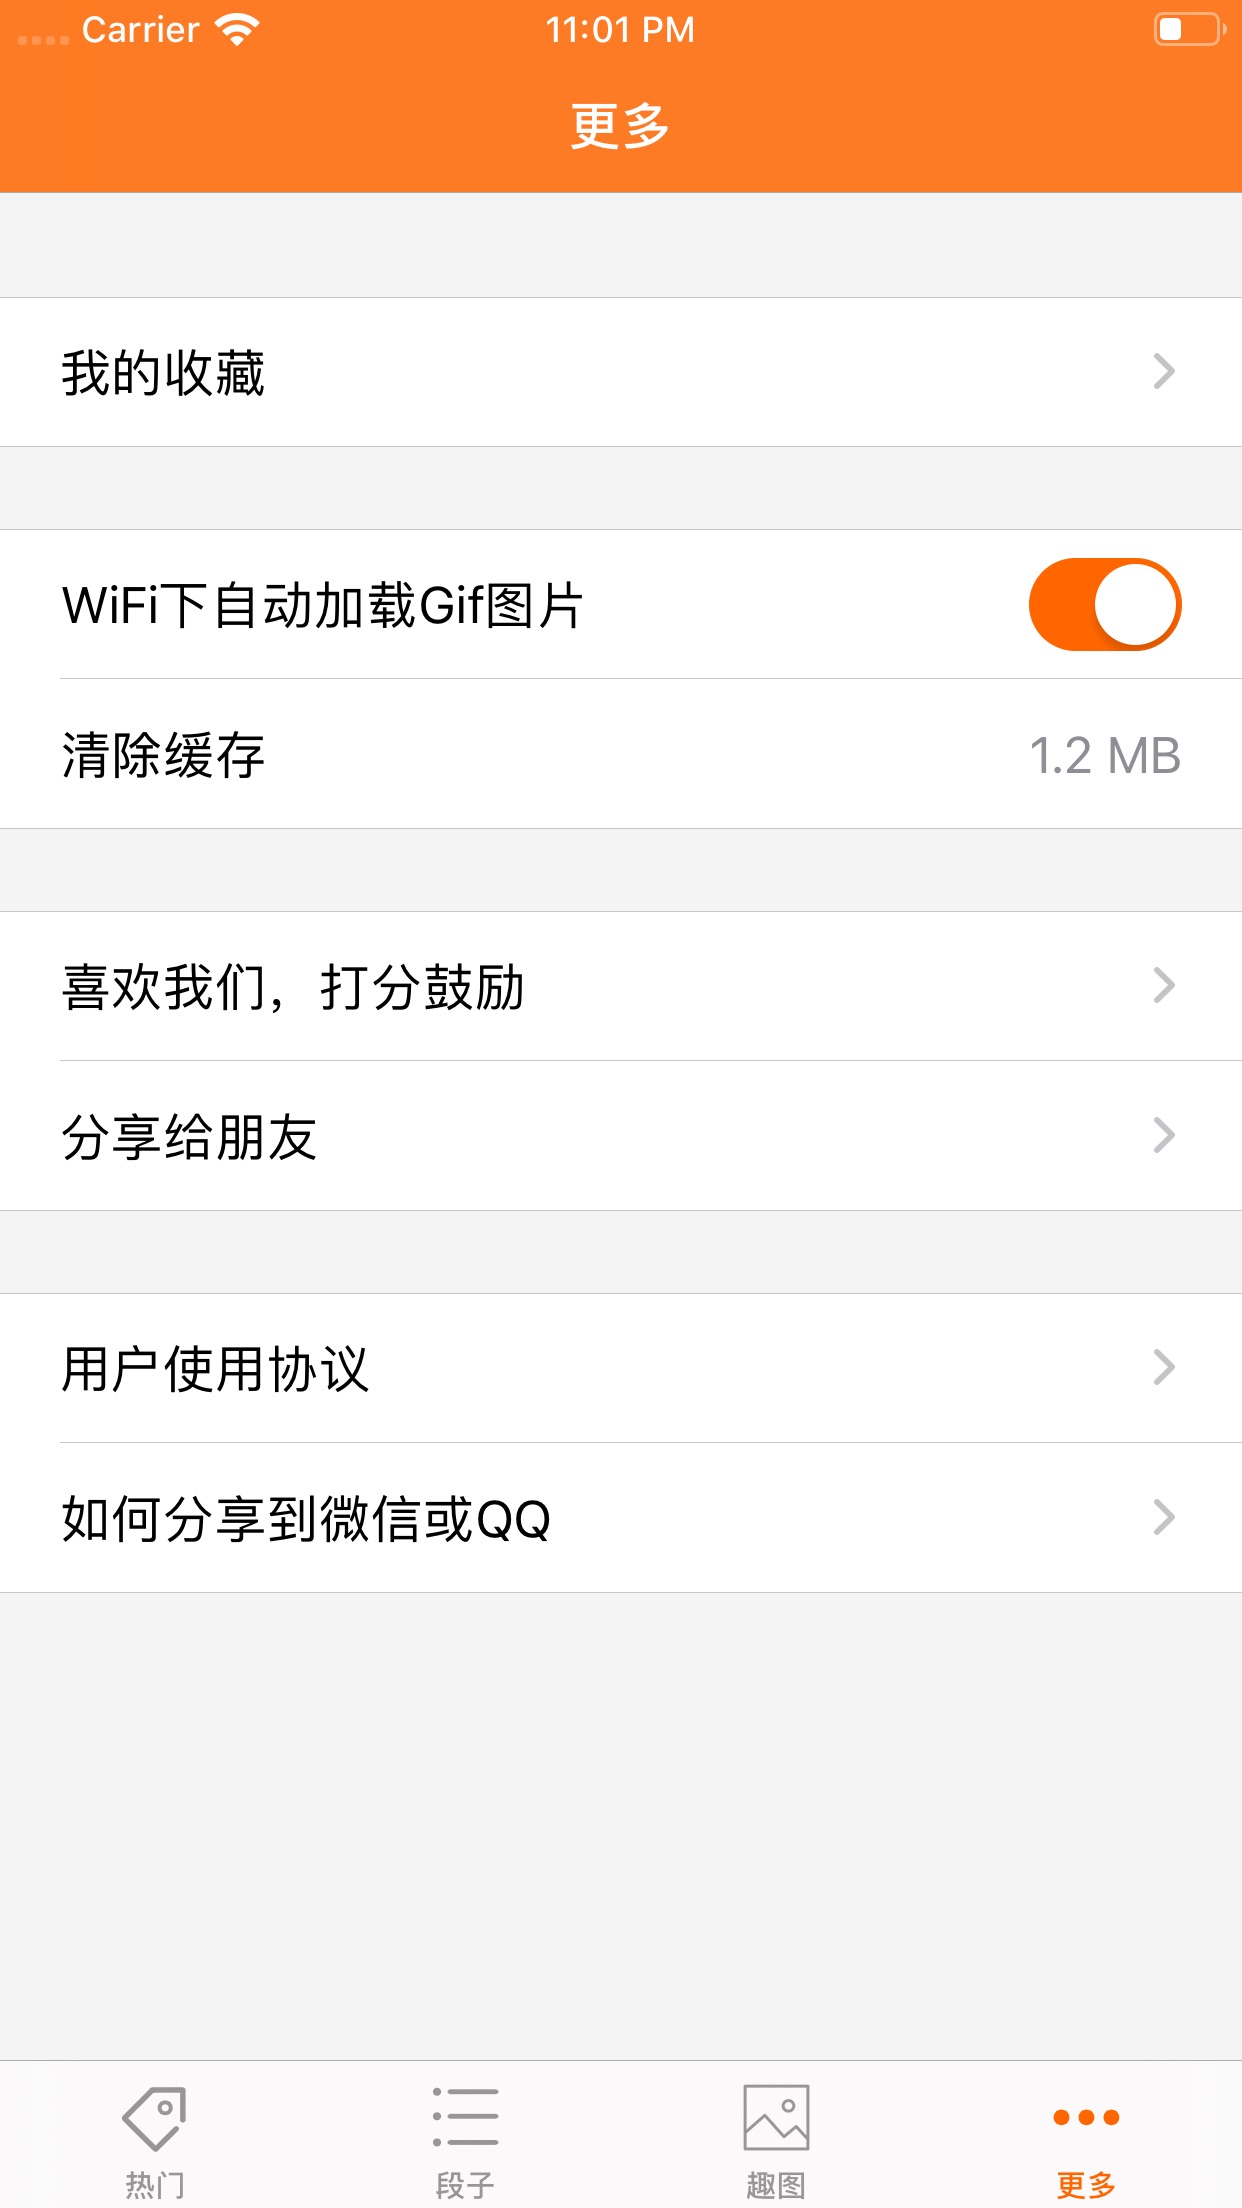 Carrier 11:01 PM
更多
我的收藏
WiFi下自动加载Gif图片
清除缓存 1.2 MB
喜欢我们，打分鼓励
分享给朋友
用户使用协议
如何分享到微信或QQ
热门 段子 趣图 更多